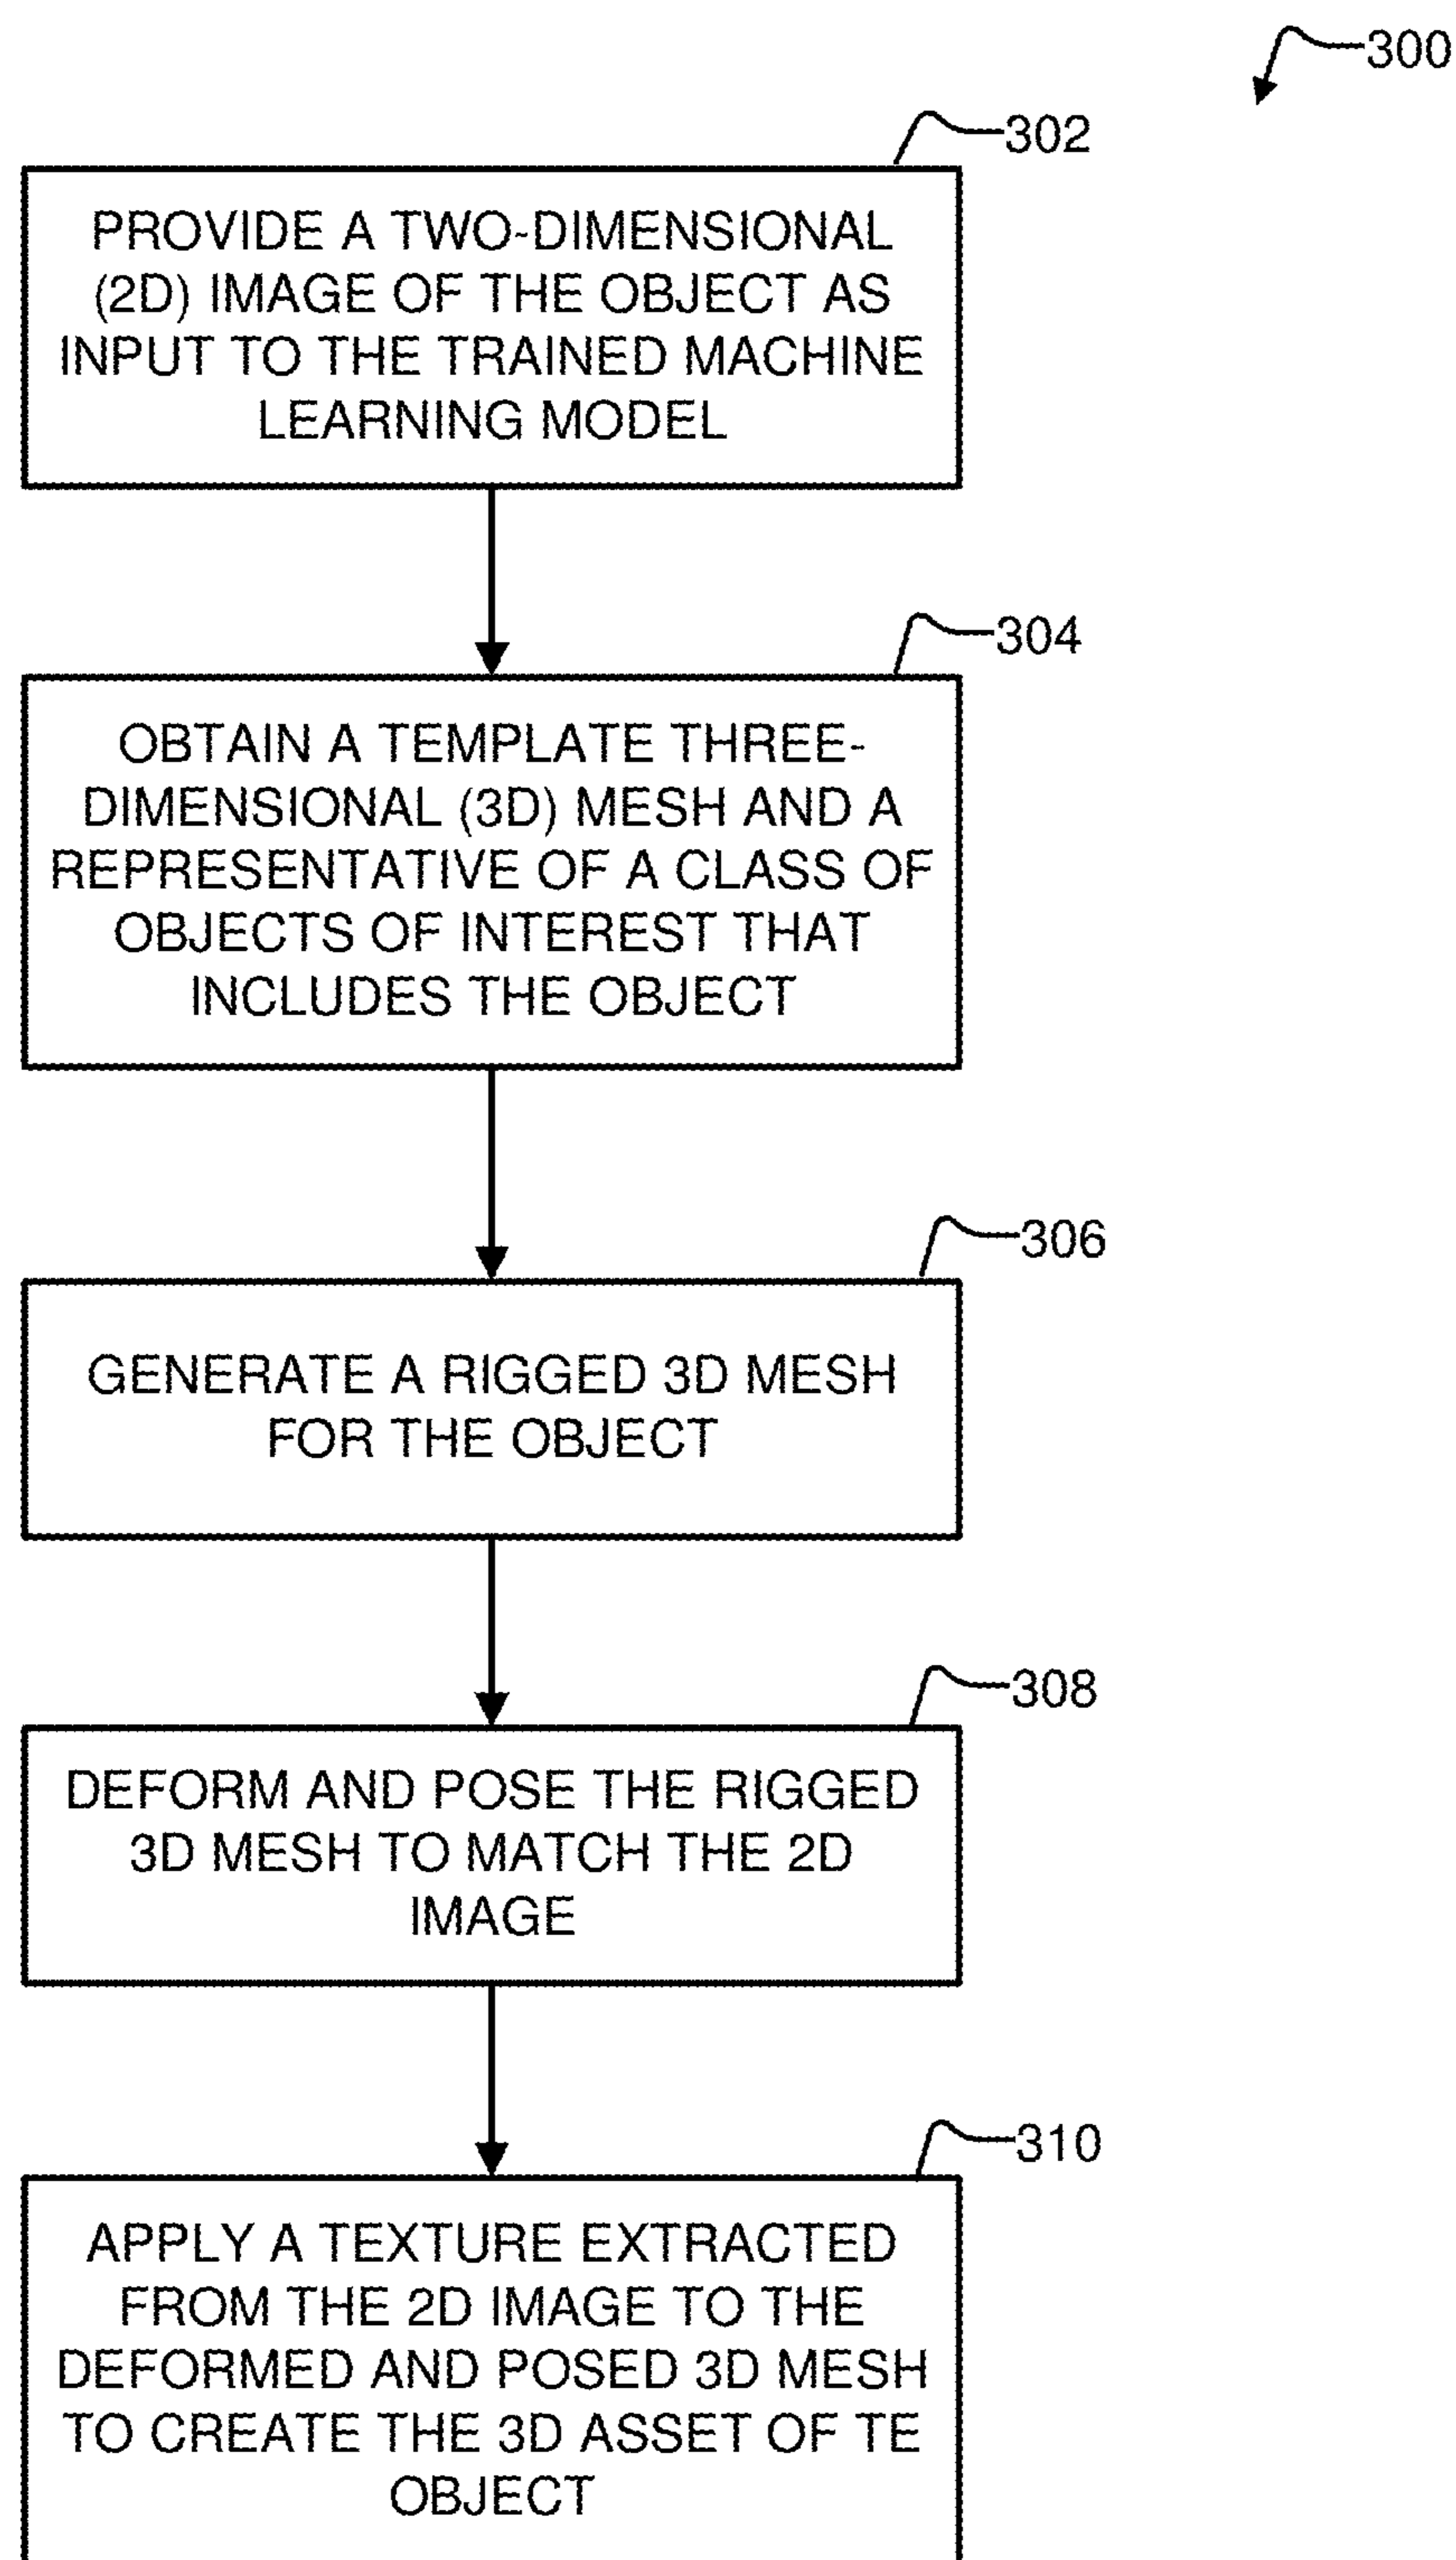 300
302
PROVIDE A TWO-DIMENSIONAL
(2D) IMAGE OF THE OBJECT AS
INPUT TO THE TRAINED MACHINE
LEARNING MODEL
304
OBTAIN A TEMPLATE THREE-
DIMENSIONAL (3D) MESH AND A
REPRESENTATIVE OF A CLASS OF
OBJECTS OF INTEREST THAT
INCLUDES THE OBJECT
306
GENERATE A RIGGED 3D MESH
FOR THE OBJECT
308
DEFORM AND POSE THE RIGGED
3D MESH TO MATCH THE 2D
IMAGE
310
APPLY A TEXTURE EXTRACTED
FROM THE 2D IMAGE TO THE
DEFORMED AND POSED 3D MESH
TO CREATE THE 3D ASSET OF TE
OBJECT